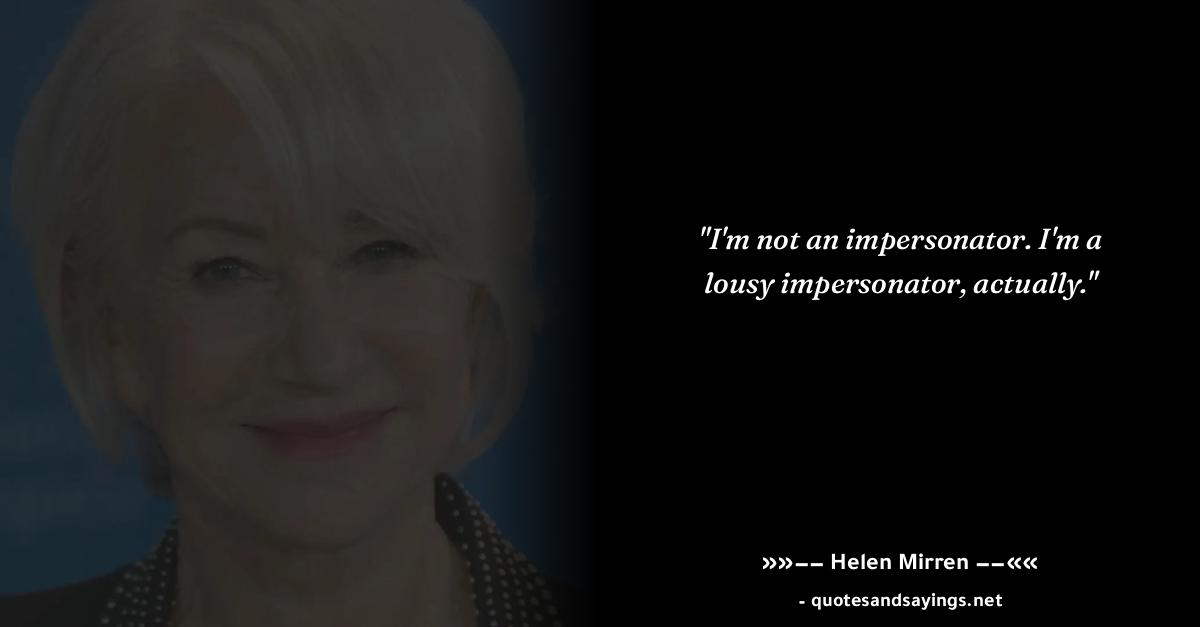 "I'm not an impersonator. I'm a
lousy impersonator, actually."
»»−− Helen Mirren −−««
- quotesandsayings.net